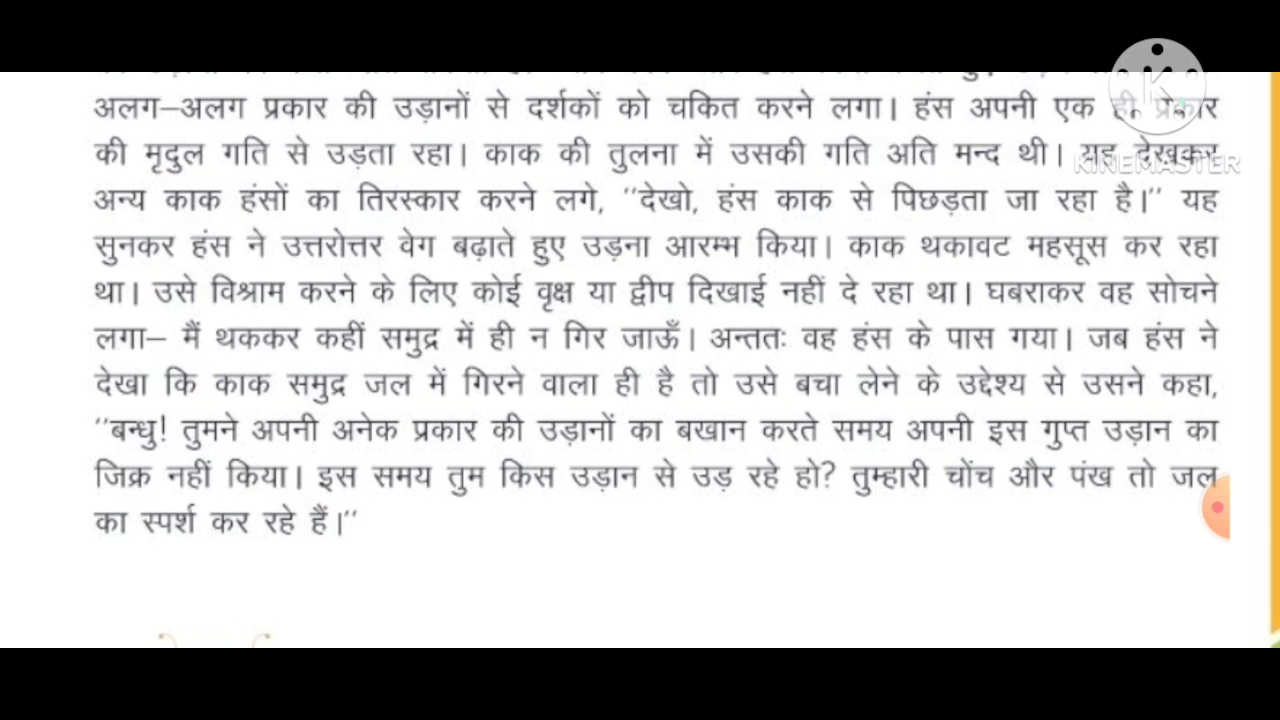 अलग–अलग प्रकार की उड़ानों से दर्शकों को चकित करने लगा। हंस अपनी एक ही प्रकार
की मृदुल गति से उड़ता रहा। काक की तुलना में उसकी गति अति मन्द थी। यह देखकर
KINEMASTER
अन्य काक हंसों का तिरस्कार करने लगे, ''देखो, हंस काक से पिछड़ता जा रहा है।'' यह
सुनकर हंस ने उत्तरोत्तर वेग बढ़ाते हुए उड़ना आरम्भ किया। काक थकावट महसूस कर रहा
था। उसे विश्राम करने के लिए कोई वृक्ष या द्वीप दिखाई नहीं दे रहा था। घबराकर वह सोचने
लगा– मैं थककर कहीं समुद्र में ही न गिर जाऊँ। अन्ततः वह हंस के पास गया। जब हंस ने
देखा कि काक समुद्र जल में गिरने वाला ही है तो उसे बचा लेने के उद्देश्य से उसने कहा,
''बन्धु! तुमने अपनी अनेक प्रकार की उड़ानों का बखान करते समय अपनी इस गुप्त उड़ान का
जिक्र नहीं किया। इस समय तुम किस उड़ान से उड़ रहे हो? तुम्हारी चोंच और पंख तो जल
का स्पर्श कर रहे हैं।''